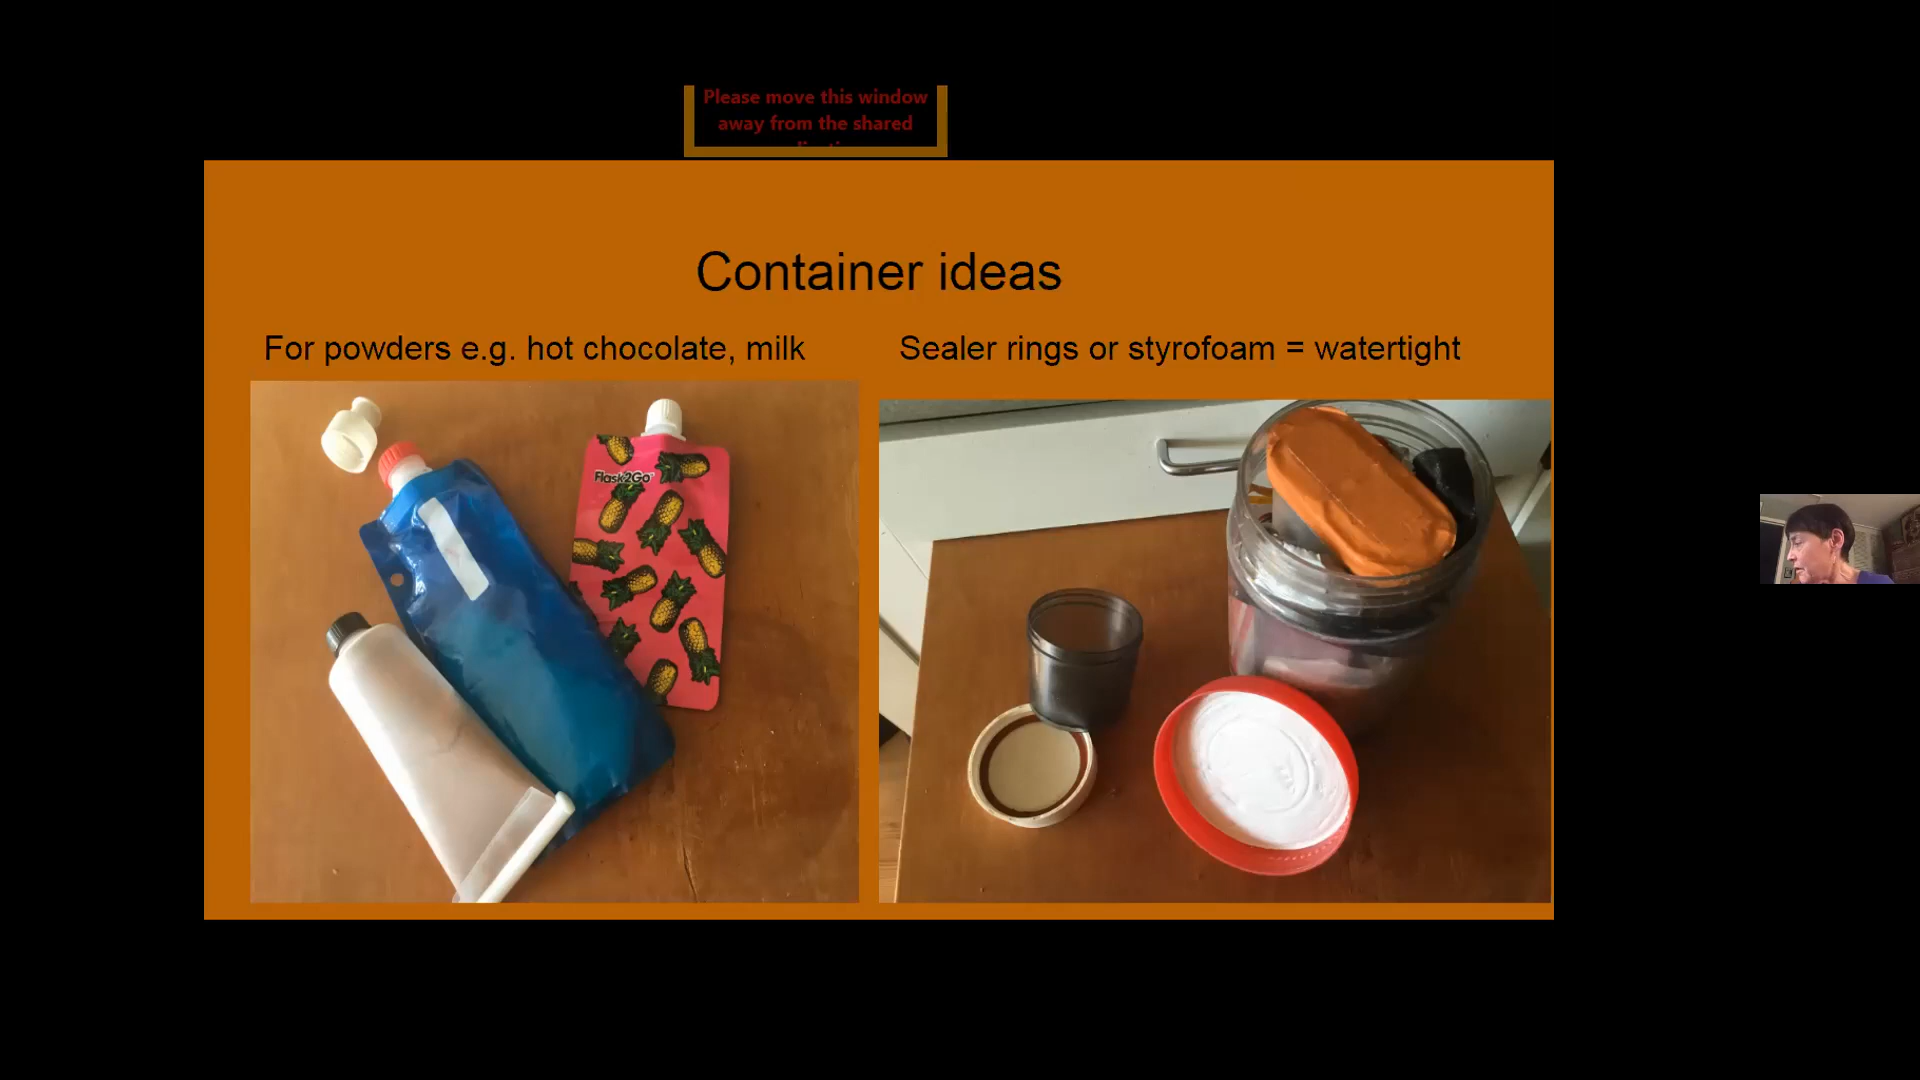 Please move this window
away from the shared
Container ideas
For powders e.g. hot chocolate, milk
Sealer rings or styrofoam = watertight
Flask2Go